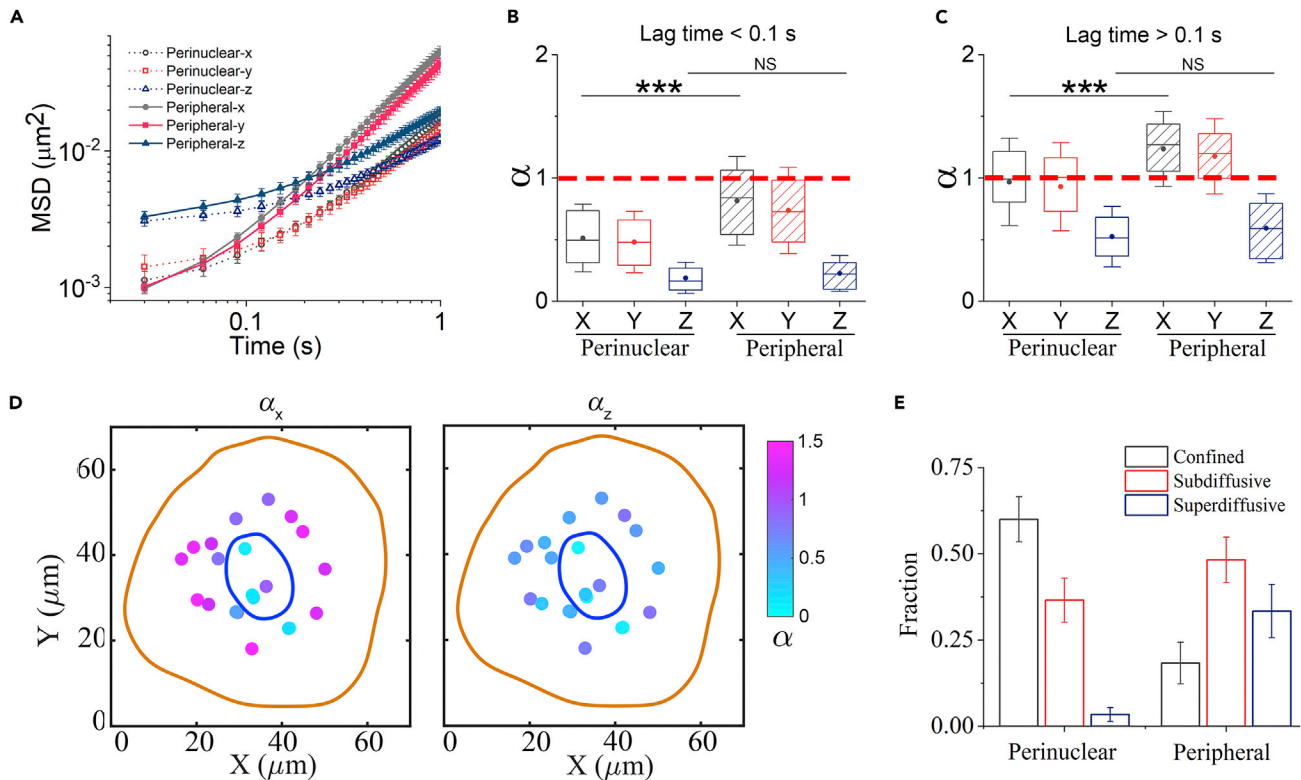 A
MSD (μm²)
10⁻²
10⁻³
Perinuclear-x
Perinuclear-y
Perinuclear-z
Peripheral-x
Peripheral-y
Peripheral-z
0.1 1
Time (s)
B
Lag time < 0.1 s
2
1
0
α
*** NS
X Y Z X Y Z
Perinuclear Peripheral
C
Lag time > 0.1 s
2
1
0
α
*** NS
X Y Z X Y Z
Perinuclear Peripheral
D
αx
Y (μm)
60
40
20
0
0 20 40 60
X (μm)
αz
0 20 40 60
X (μm)
1.5
1
0.5
0
α
E
Fraction
0.75
0.50
0.25
0.00
Confined
Subdiffusive
Superdiffusive
Perinuclear Peripheral